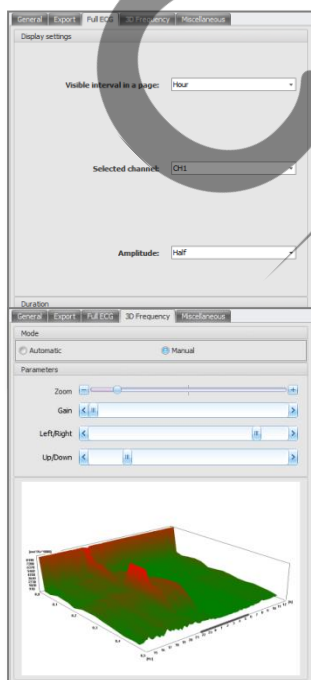 General Export Full ECG 3D Frequency Miscellaneous
Display settings
Visible interval in a page: Hour
Selected channel: CH1
Amplitude: Half
Duration
General Export Full ECG 3D Frequency Miscellaneous
Mode
Automatic Manual
Parameters
Zoom
Gain
Left/Right
Up/Down